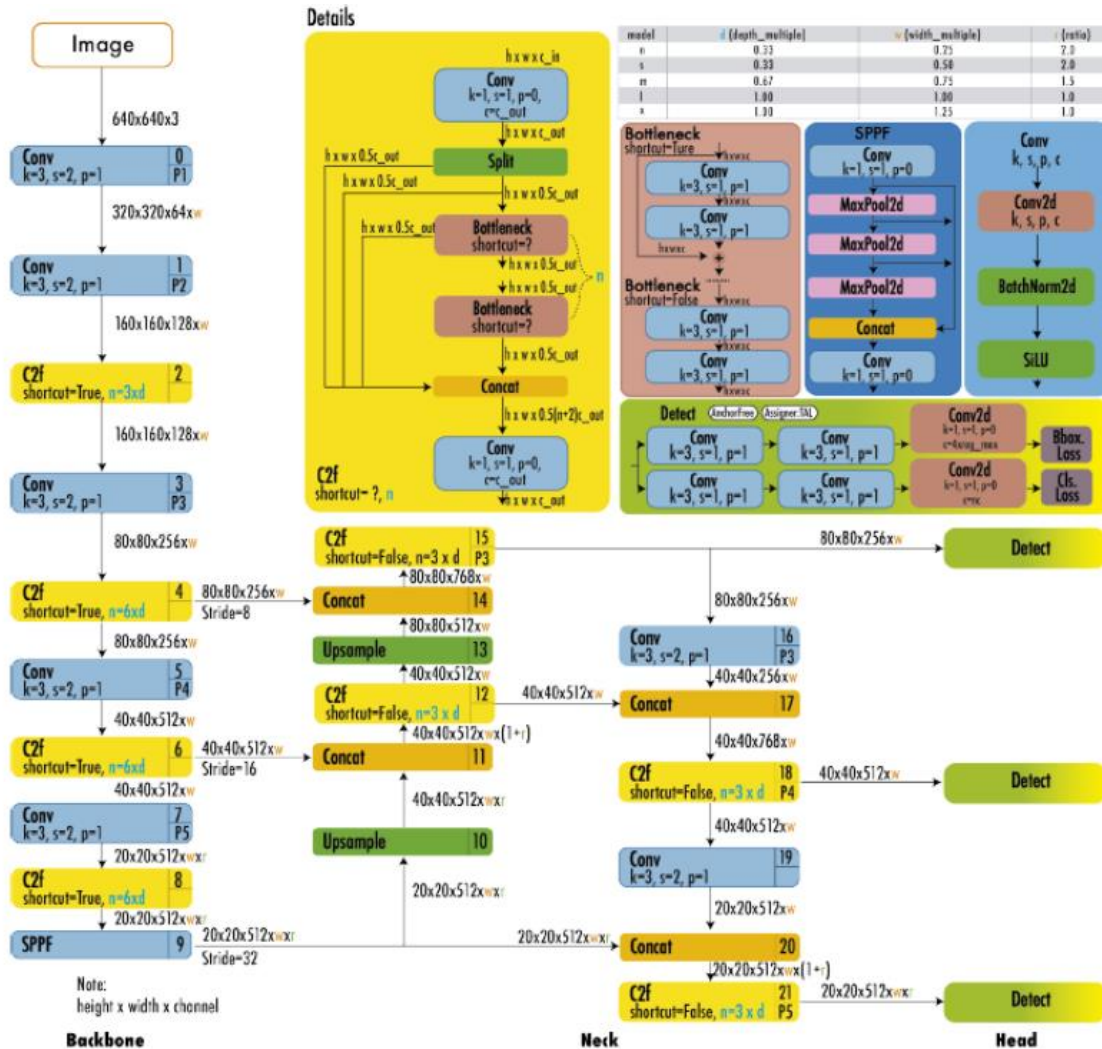 Image
640x640x3
Conv
k=3, s=2, p=1
0
P1
320x320x64xw
Conv
k=3, s=2, p=1
1
P2
160x160x128xw
C2f
shortcut=True, n=3xd
2
160x160x128xw
Conv
k=3, s=2, p=1
3
P3
80x80x256xw
C2f
shortcut=True, n=6xd
4
80x80x256xw
Stride=8
80x80x256xw
Conv
k=3, s=2, p=1
5
P4
40x40x512xw
C2f
shortcut=True, n=6xd
6
40x40x512xw
Stride=16
40x40x512xw
Conv
k=3, s=2, p=1
7
P5
20x20x512xwxr
C2f
shortcut=True, n=6xd
8
20x20x512xwxr
SPPF
9
20x20x512xwxr
Stride=32
Note:
height x width x channel
Backbone
Details
h x w x c_in
Conv
k=1, s=1, p=0,
c=c_out
h x w x c_out
Split
h x w x 0.5c_out
h x w x 0.5c_out
h x w x 0.5c_out
h x w x 0.5c_out
Bottleneck
shortcut=?
h x w x 0.5c_out
n
h x w x 0.5c_out
Bottleneck
shortcut=?
h x w x 0.5c_out
Concat
h x w x 0.5(n+2)c_out
Conv
k=1, s=1, p=0,
c=c_out
h x w x c_out
C2f
shortcut= ?, n
model d (depth_multiple) w (width_multiple) r (ratio)
n 0.33 0.25 2.0
s 0.33 0.50 2.0
m 0.67 0.75 1.5
l 1.00 1.00 1.0
x 1.00 1.25 1.0
Bottleneck
shortcut=Ture
h×w×c
Conv
k=3, s=1, p=1
h×w×c
Conv
k=3, s=1, p=1
h×w×c
+
Bottleneck
shortcut=False
h×w×c
Conv
k=3, s=1, p=1
h×w×c
Conv
k=3, s=1, p=1
h×w×c
SPPF
Conv
k=1, s=1, p=0
MaxPool2d
MaxPool2d
MaxPool2d
Concat
Conv
k=1, s=1, p=0
Conv
k, s, p, c
Conv2d
k, s, p, c
BatchNorm2d
SiLU
Detect
AnchorFree
Assigner:TAL
Conv
k=3, s=1, p=1
Conv
k=3, s=1, p=1
Conv2d
k=1, s=1, p=0
c=4xreg_max
Bbox.
Loss
Conv
k=3, s=1, p=1
Conv
k=3, s=1, p=1
Conv2d
k=1, s=1, p=0
c=nc
Cls.
Loss
C2f
shortcut=False, n=3 x d
15
P3
80x80x768xw
Concat
14
80x80x512xw
Upsample
13
40x40x512xw
C2f
shortcut=False, n=3 x d
12
40x40x512xwx(1+r)
Concat
11
40x40x512xwxr
Upsample
10
20x20x512xwxr
80x80x256xw
Detect
80x80x256xw
Conv
k=3, s=2, p=1
16
P3
40x40x256xw
40x40x512xw
Concat
17
40x40x768xw
C2f
shortcut=False, n=3 x d
18
P4
40x40x512xw
Detect
40x40x512xw
Conv
k=3, s=2, p=1
19
20x20x512xw
20x20x512xwxr
Concat
20
20x20x512xwx(1+r)
C2f
shortcut=False, n=3 x d
21
P5
20x20x512xwxr
Detect
Neck
Head